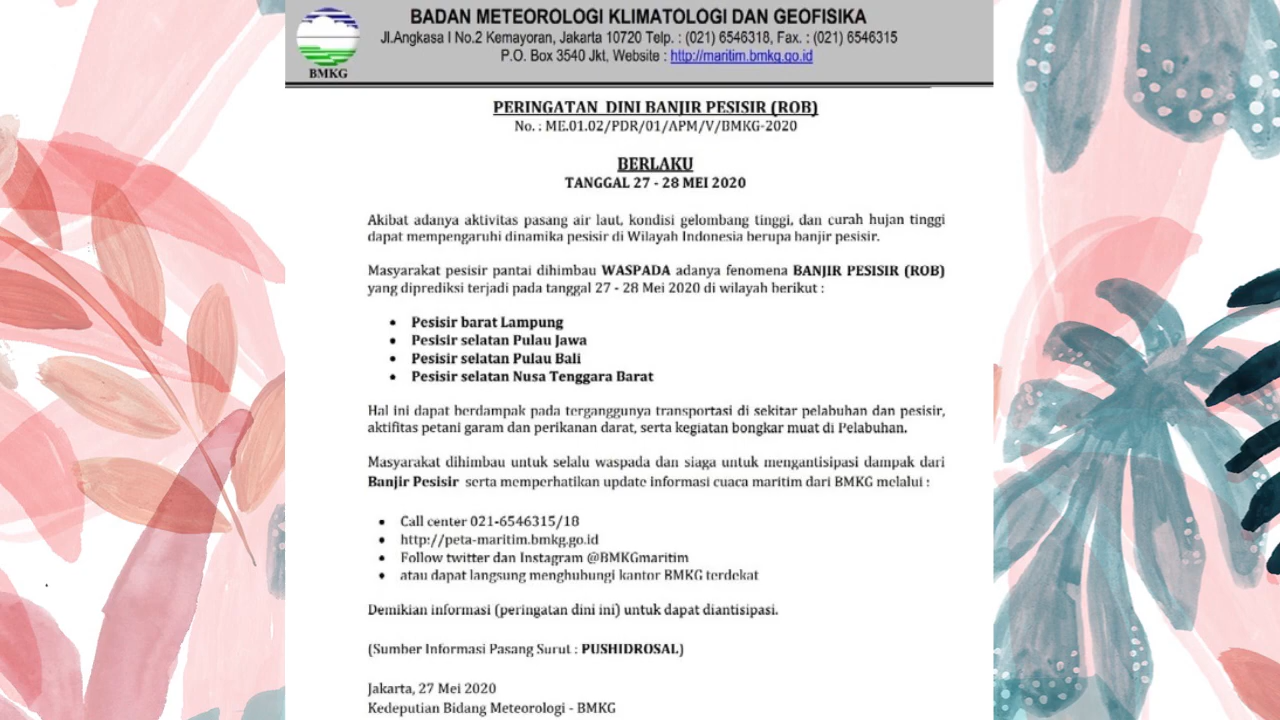 BMKG
BADAN METEOROLOGI KLIMATOLOGI DAN GEOFISIKA
Jl.Angkasa I No.2 Kemayoran, Jakarta 10720 Telp. : (021) 6546318, Fax. : (021) 6546315
P.O. Box 3540 Jkt, Website : http://maritim.bmkg.go.id
PERINGATAN DINI BANJIR PESISIR (ROB)
No. : ME.01.02/PDR/01/APM/V/BMKG-2020
BERLAKU
TANGGAL 27 - 28 MEI 2020
Akibat adanya aktivitas pasang air laut, kondisi gelombang tinggi, dan curah hujan tinggi
dapat mempengaruhi dinamika pesisir di Wilayah Indonesia berupa banjir pesisir.
Masyarakat pesisir pantai dihimbau WASPADA adanya fenomena BANJIR PESISIR (ROB)
yang diprediksi terjadi pada tanggal 27 - 28 Mei 2020 di wilayah berikut :
• Pesisir barat Lampung
• Pesisir selatan Pulau Jawa
• Pesisir selatan Pulau Bali
• Pesisir selatan Nusa Tenggara Barat
Hal ini dapat berdampak pada terganggunya transportasi di sekitar pelabuhan dan pesisir,
aktifitas petani garam dan perikanan darat, serta kegiatan bongkar muat di Pelabuhan.
Masyarakat dihimbau untuk selalu waspada dan siaga untuk mengantisipasi dampak dari
Banjir Pesisir serta memperhatikan update informasi cuaca maritim dari BMKG melalui :
• Call center 021-6546315/18
• http://peta-maritim.bmkg.go.id
• Follow twitter dan Instagram @BMKGmaritim
• atau dapat langsung menghubungi kantor BMKG terdekat
Demikian informasi (peringatan dini ini) untuk dapat diantisipasi.
(Sumber Informasi Pasang Surut : PUSHIDROSAL)
Jakarta, 27 Mei 2020
Kedeputian Bidang Meteorologi - BMKG